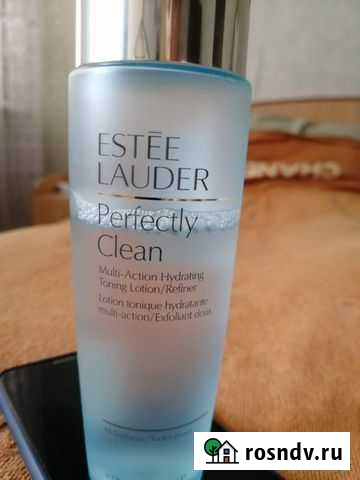 CHANEL
ESTĒE
LAUDER
Perfectly
Clean
Multi-Action Hydrating
Toning Lotion/Refiner
Lotion tonique hydratante
multi-action/Exfoliant doux
rosndv.ru